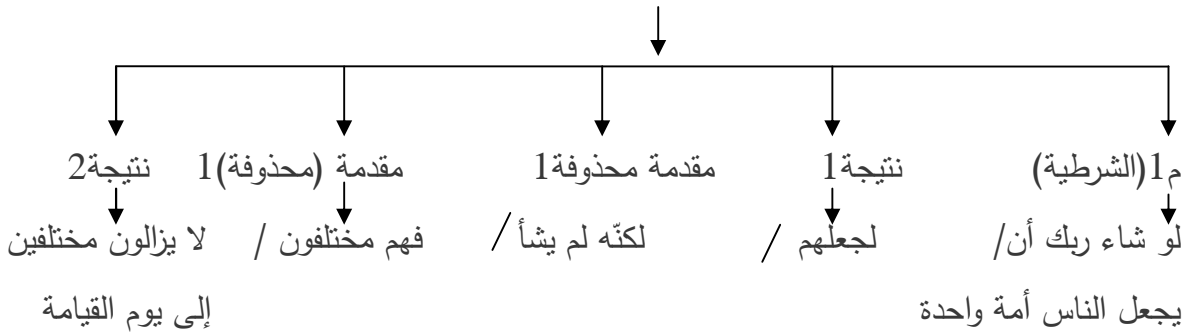 م1(الشرطية) نتيجة1 مقدمة محذوفة1 مقدمة (محذوفة)1 نتيجة2
لو شاء ربك أن/ لجعلهم / لكنّه لم يشأ / فهم مختلفون / لا يزالون مختلفين
يجعل الناس أمة واحدة إلى يوم القيامة